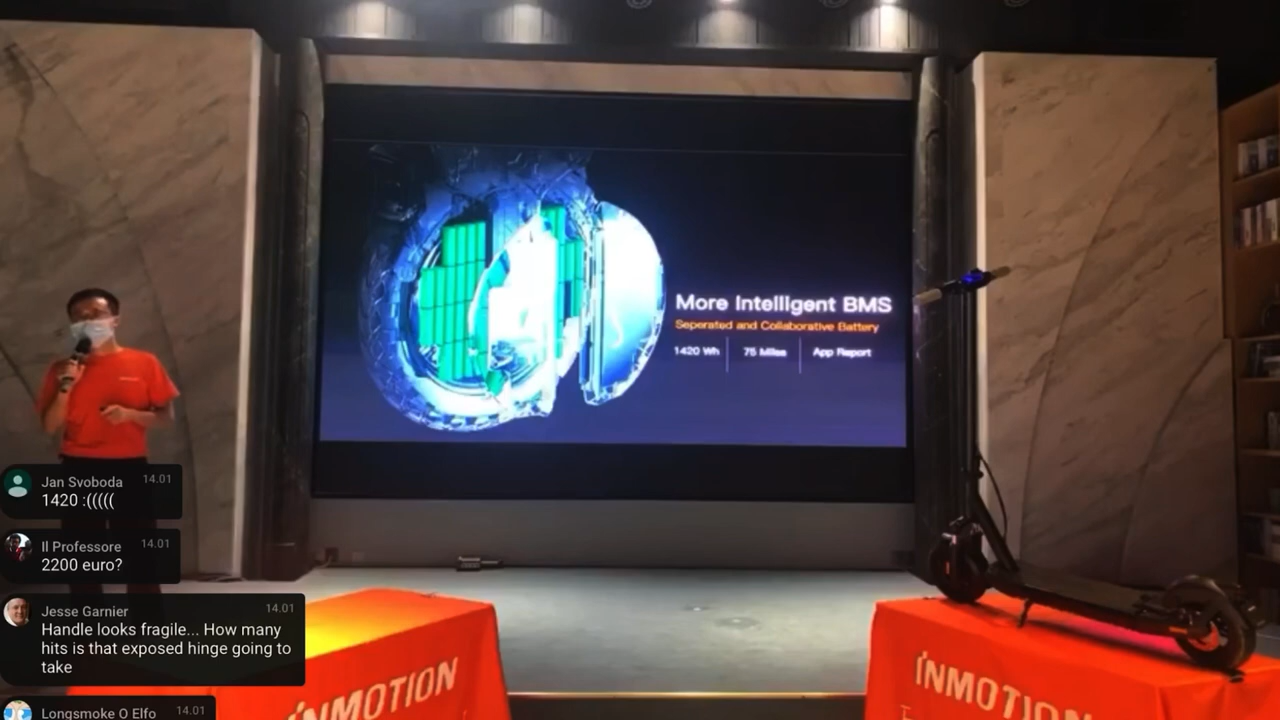 More Intelligent BMS
Seperated and Collaborative Battery
1420 Wh
75 Miles
App Report
Jan Svoboda 14.01
1420 :(((((
Il Professore 14.01
2200 euro?
Jesse Garnier 14.01
Handle looks fragile... How many
hits is that exposed hinge going to
take
Longsmoke O Elfo 14.01
INMOTION
INMOTION